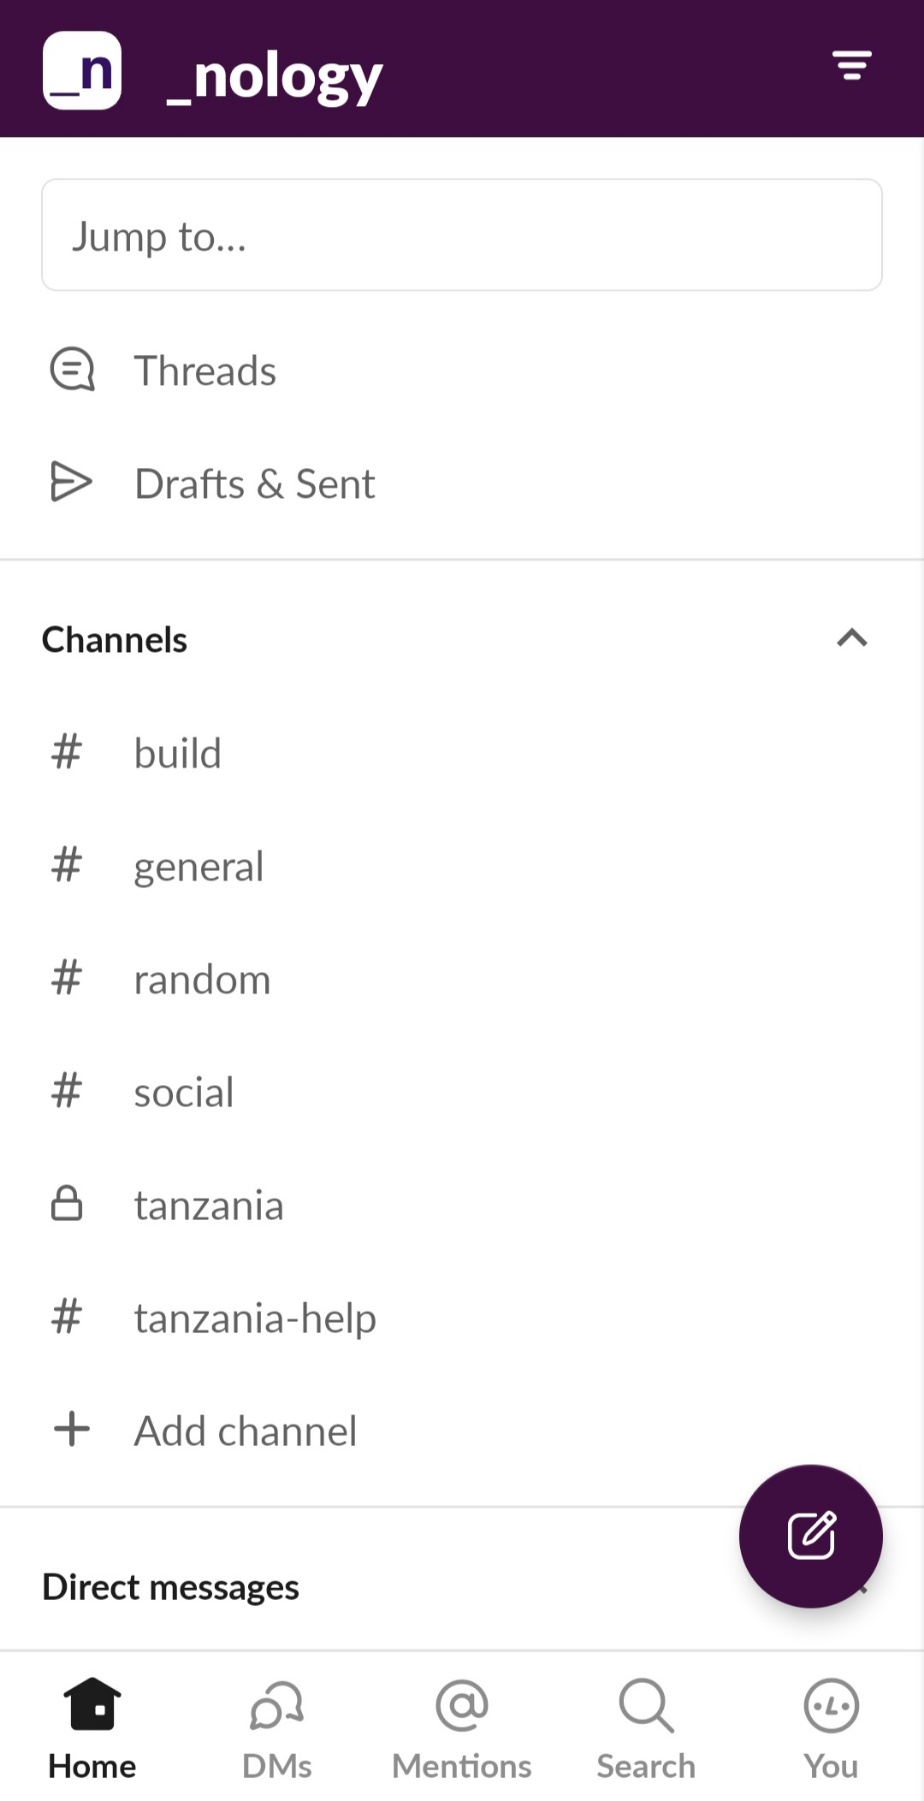 _n _nology
Jump to...
Threads
Drafts & Sent
Channels
# build
# general
# random
# social
tanzania
# tanzania-help
+ Add channel
Direct messages
Home DMs Mentions Search You